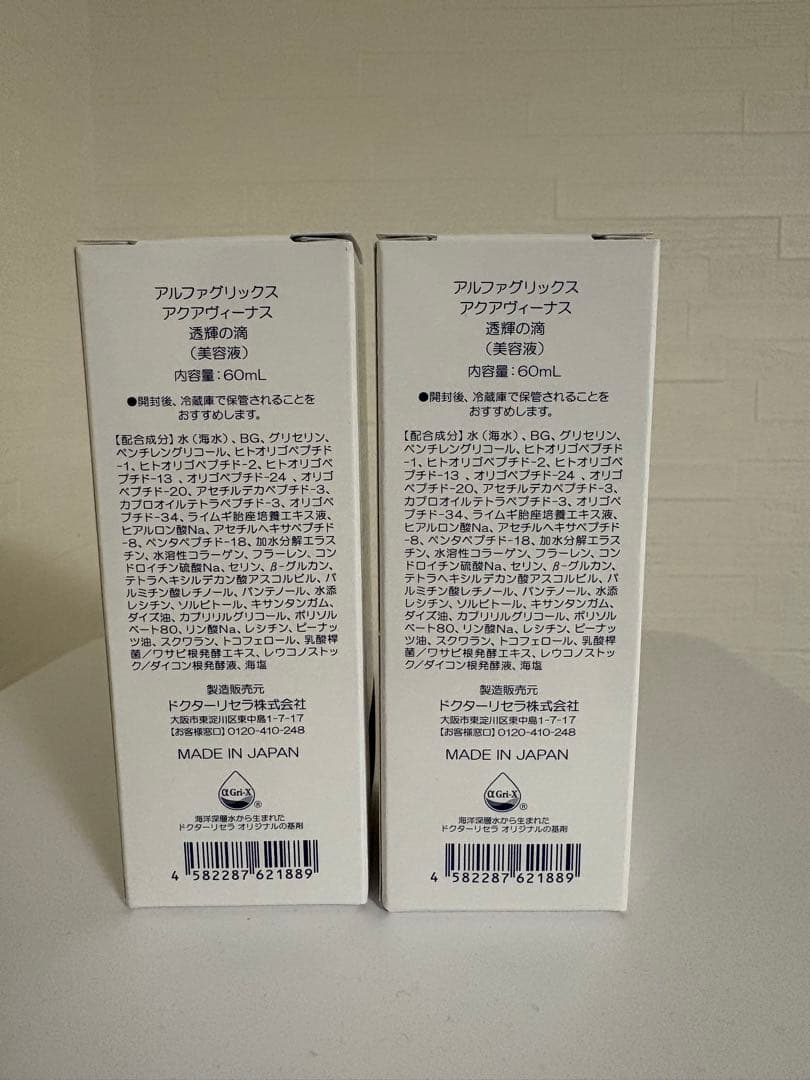 アルファグリックス
アクアヴィーナス
透輝の滴
（美容液）
内容量：60mL
●開封後、冷蔵庫で保管されることを
おすすめします。
【配合成分】水（海水）、BG、グリセリン、
ペンチレングリコール、ヒトオリゴペプチド
-1、ヒトオリゴペプチド-2、ヒトオリゴペ
プチド-13 、オリゴペプチド-24 、オリゴ
ペプチド-20、アセチルデカペプチド-3、
カプロオイルテトラペプチド-3、オリゴペ
プチド-34、ライムギ胎座培養エキス液、
ヒアルロン酸Na、アセチルヘキサペプチド
-8、ペンタペプチド-18、加水分解エラス
チン、水溶性コラーゲン、フラーレン、コン
ドロイチン硫酸Na、セリン、β-グルカン、
テトラヘキシルデカン酸アスコルビル、パ
ルミチン酸レチノール、パンテノール、水添
レシチン、ソルビトール、キサンタンガム、
ダイズ油、カプリリルグリコール、ポリソル
ベート80、リン酸Na、レシチン、ピーナッ
ツ油、スクワラン、トコフェロール、乳酸桿
菌／ワサビ根発酵エキス、レウコノストッ
ク／ダイコン根発酵液、海塩
製造販売元
ドクターリセラ株式会社
大阪市東淀川区東中島1-7-17
【お客様窓口】0120-410-248
MADE IN JAPAN
αGri-X
®
海洋深層水から生まれた
ドクターリセラ オリジナルの基剤
4 582287 621889
アルファグリックス
アクアヴィーナス
透輝の滴
（美容液）
内容量：60mL
●開封後、冷蔵庫で保管されることを
おすすめします。
【配合成分】水（海水）、BG、グリセリン、
ペンチレングリコール、ヒトオリゴペプチド
-1、ヒトオリゴペプチド-2、ヒトオリゴペ
プチド-13 、オリゴペプチド-24 、オリゴ
ペプチド-20、アセチルデカペプチド-3、
カプロオイルテトラペプチド-3、オリゴペ
プチド-34、ライムギ胎座培養エキス液、
ヒアルロン酸Na、アセチルヘキサペプチド
-8、ペンタペプチド-18、加水分解エラス
チン、水溶性コラーゲン、フラーレン、コン
ドロイチン硫酸Na、セリン、β-グルカン、
テトラヘキシルデカン酸アスコルビル、パ
ルミチン酸レチノール、パンテノール、水添
レシチン、ソルビトール、キサンタンガム、
ダイズ油、カプリリルグリコール、ポリソル
ベート80、リン酸Na、レシチン、ピーナッ
ツ油、スクワラン、トコフェロール、乳酸桿
菌／ワサビ根発酵エキス、レウコノストッ
ク／ダイコン根発酵液、海塩
製造販売元
ドクターリセラ株式会社
大阪市東淀川区東中島1-7-17
【お客様窓口】0120-410-248
MADE IN JAPAN
αGri-X
®
海洋深層水から生まれた
ドクターリセラ オリジナルの基剤
4 582287 621889